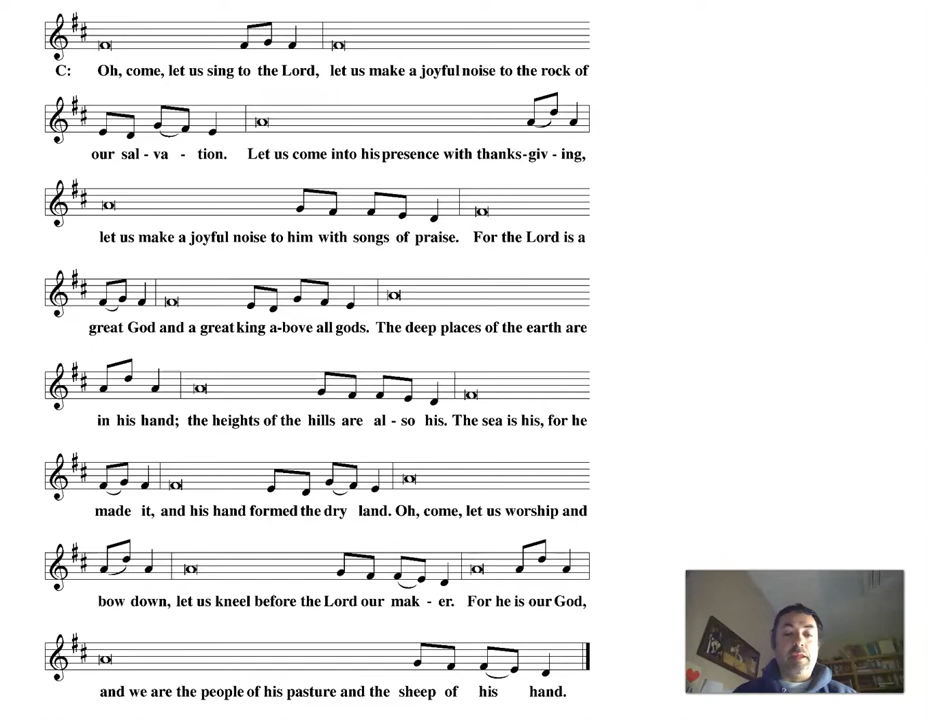 C: Oh, come, let us sing to the Lord, let us make a joyful noise to the rock of
our sal - va - tion. Let us come into his presence with thanks-giv - ing,
let us make a joyful noise to him with songs of praise. For the Lord is a
great God and a great king a-bove all gods. The deep places of the earth are
in his hand; the heights of the hills are al - so his. The sea is his, for he
made it, and his hand formed the dry land. Oh, come, let us worship and
bow down, let us kneel before the Lord our mak - er. For he is our God,
and we are the people of his pasture and the sheep of his hand.